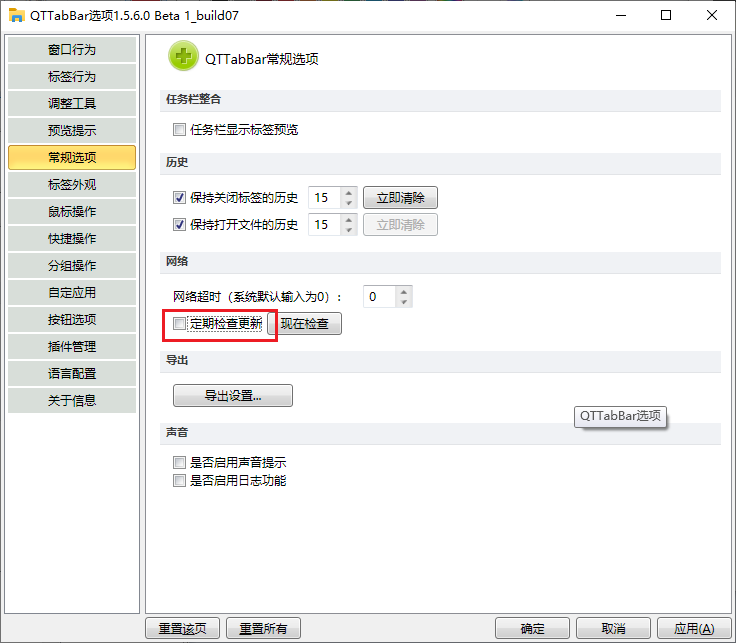 QTTabBar选项1.5.6.0 Beta 1_build07
窗口行为
标签行为
调整工具
预览提示
常规选项
标签外观
鼠标操作
快捷操作
分组操作
自定应用
按钮选项
插件管理
语言配置
关于信息
QTTabBar常规选项
任务栏整合
任务栏显示标签预览
历史
保持关闭标签的历史 15 立即清除
保持打开文件的历史 15 立即清除
网络
网络超时（系统默认输入为0）： 0
定期检查更新 现在检查
导出
导出设置...
QTTabBar选项
声音
是否启用声音提示
是否启用日志功能
重置该页 重置所有 确定 取消 应用(A)